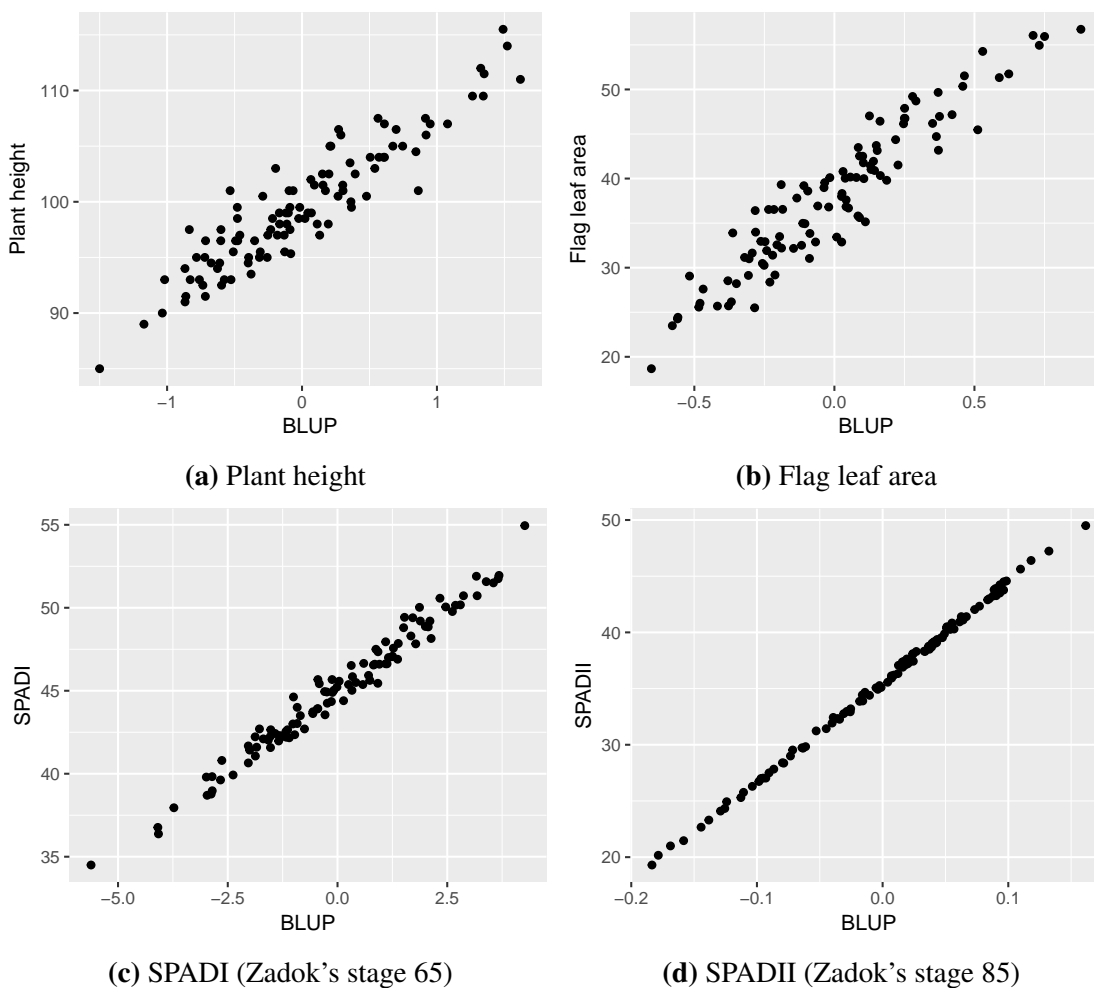 Plant height
110
100
90
−1
0
1
BLUP
(a) Plant height
Flag leaf area
50
40
30
20
−0.5
0.0
0.5
BLUP
(b) Flag leaf area
SPADI
55
50
45
40
35
−5.0
−2.5
0.0
2.5
BLUP
(c) SPADI (Zadok’s stage 65)
SPADII
50
40
30
20
−0.2
−0.1
0.0
0.1
BLUP
(d) SPADII (Zadok’s stage 85)